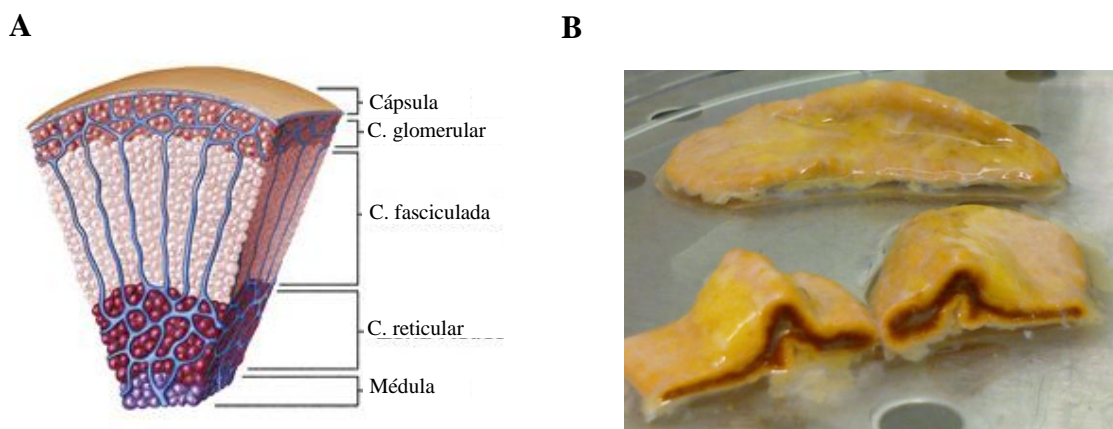 A
B
Cápsula
C. glomerular
C. fasciculada
C. reticular
Médula